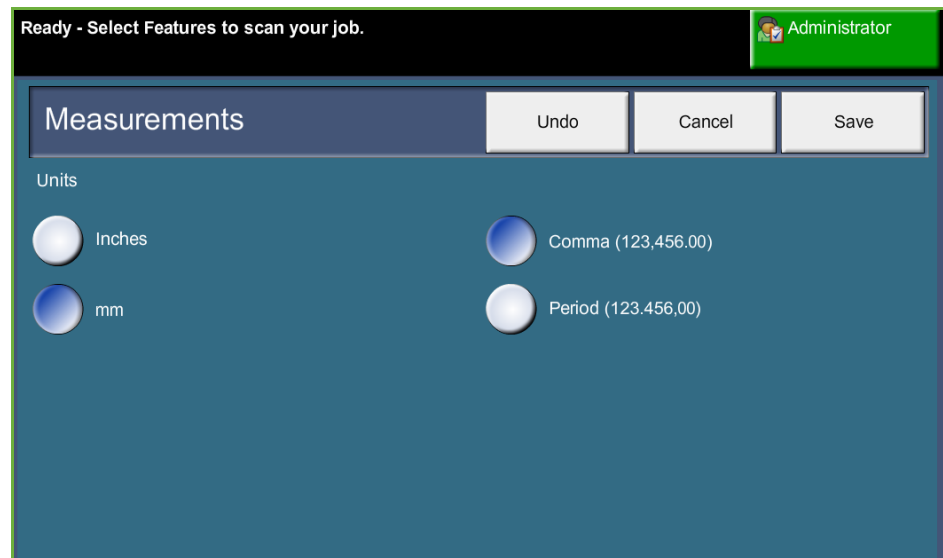 Ready - Select Features to scan your job.
Administrator
Measurements
Undo
Cancel
Save
Units
Inches
Comma (123,456.00)
mm
Period (123.456,00)